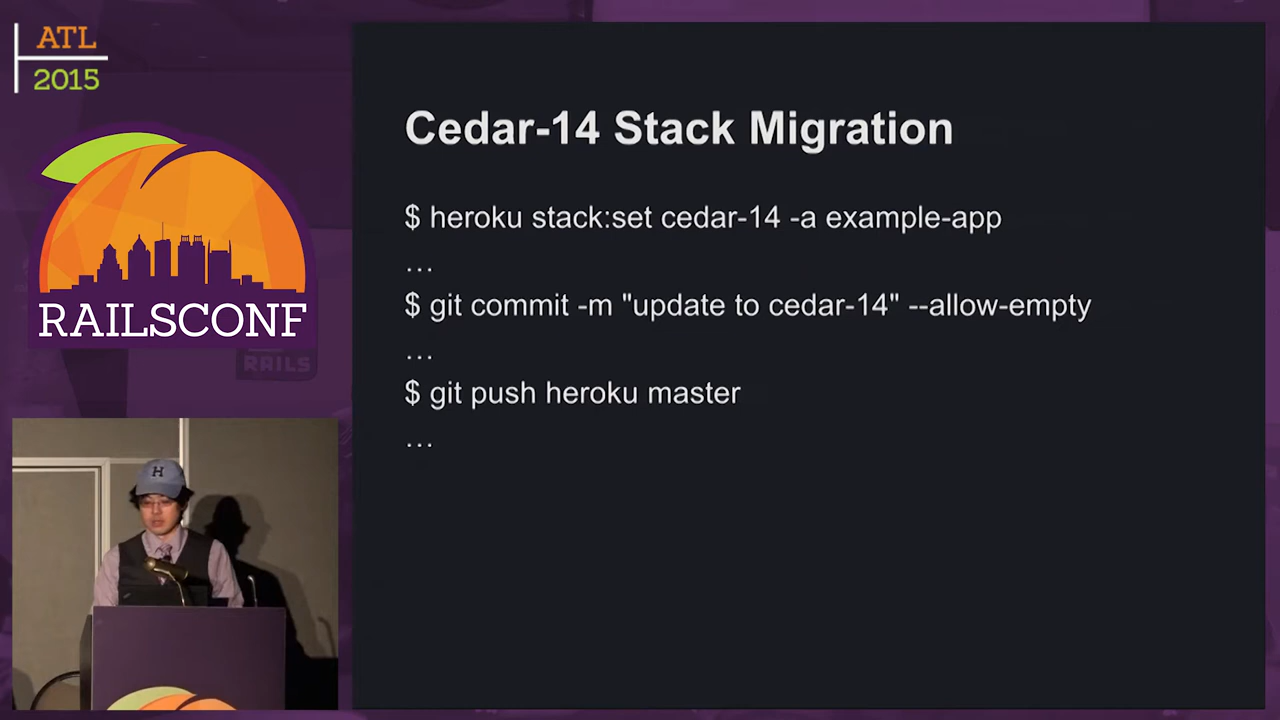 ATL
2015
RAILSCONF
RAILS
Cedar-14 Stack Migration
$ heroku stack:set cedar-14 -a example-app
…
$ git commit -m "update to cedar-14" --allow-empty
…
$ git push heroku master
…
H